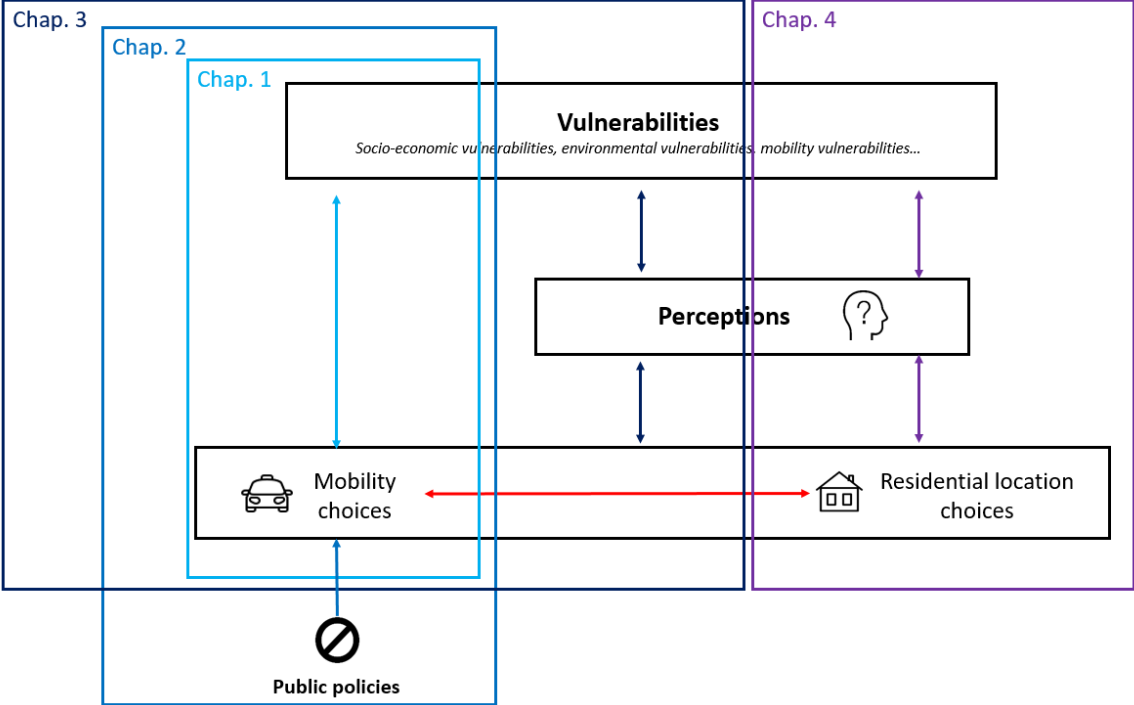 Chap. 3
Chap. 4
Chap. 2
Chap. 1
Vulnerabilities
Socio-economic vulnerabilities, environmental vulnerabilities, mobility vulnerabilities...
Perceptions
?
Mobility
choices
Residential location
choices
Public policies